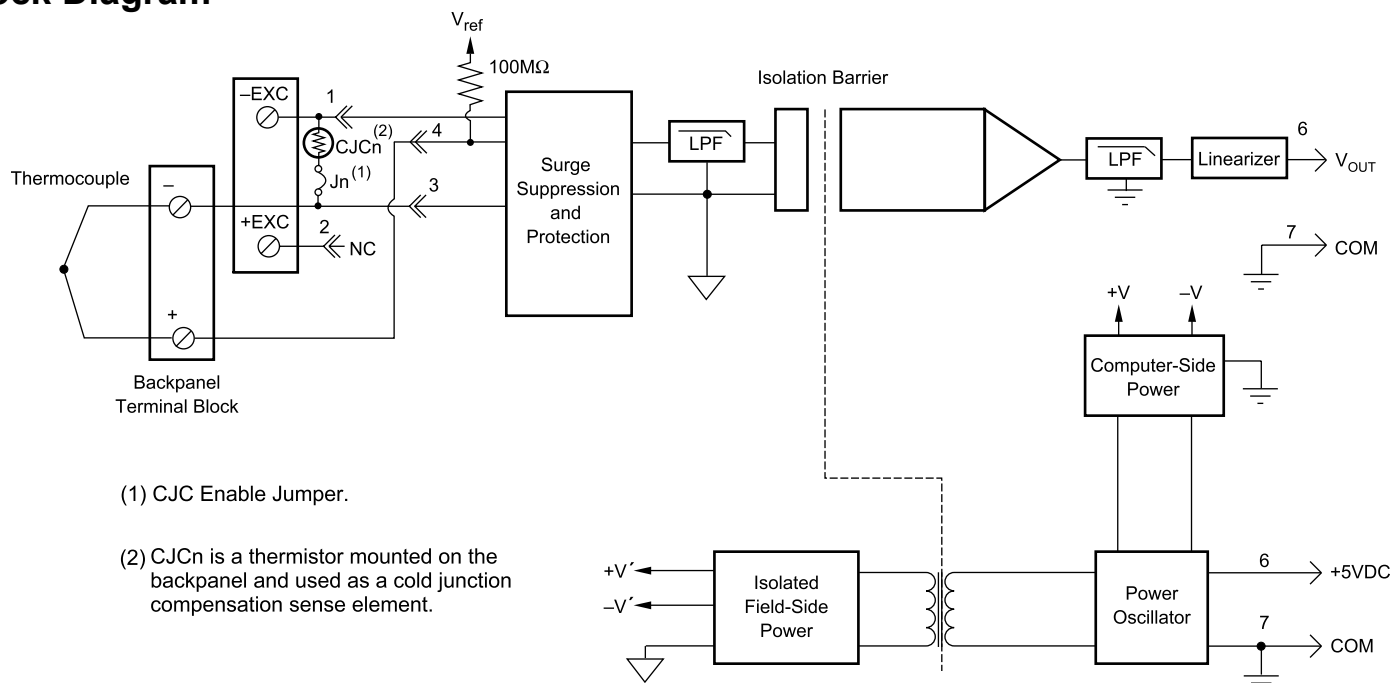 Diagram
Vref
100MΩ
Isolation Barrier
–EXC
1
CJCn(2)
4
Jn(1)
Thermocouple
–
3
+EXC
2
NC
+
Backpanel
Terminal Block
Surge
Suppression
and
Protection
LPF
LPF
Linearizer
6
VOUT
7
COM
+V
–V
Computer-Side
Power
(1) CJC Enable Jumper.
(2) CJCn is a thermistor mounted on the
backpanel and used as a cold junction
compensation sense element.
+V´
–V´
Isolated
Field-Side
Power
Power
Oscillator
6
+5VDC
7
COM